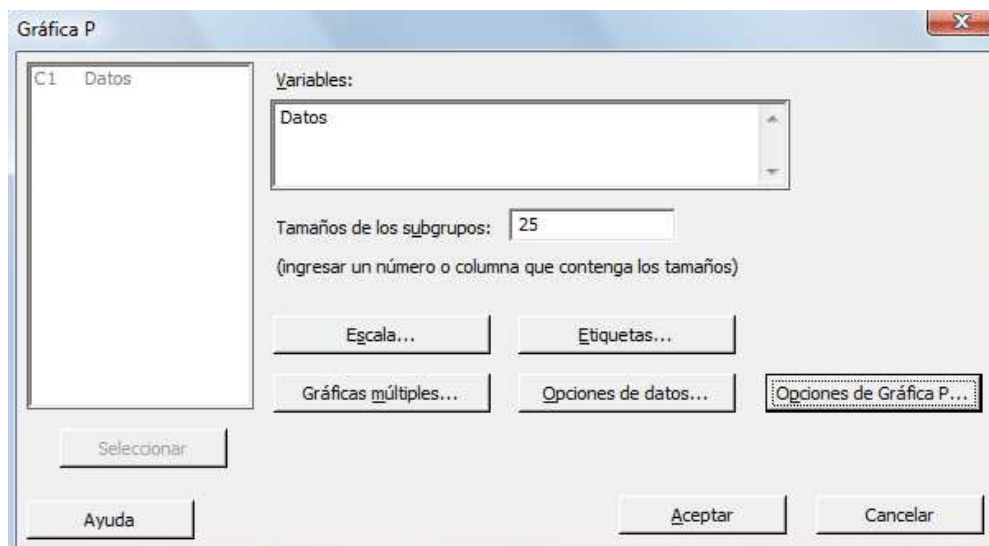 Gráfica P
C1 Datos
Variables:
Datos
Tamaños de los subgrupos: 25
(ingresar un número o columna que contenga los tamaños)
Escala...
Etiquetas...
Gráficas múltiples...
Opciones de datos...
Opciones de Gráfica P...
Seleccionar
Ayuda
Aceptar
Cancelar